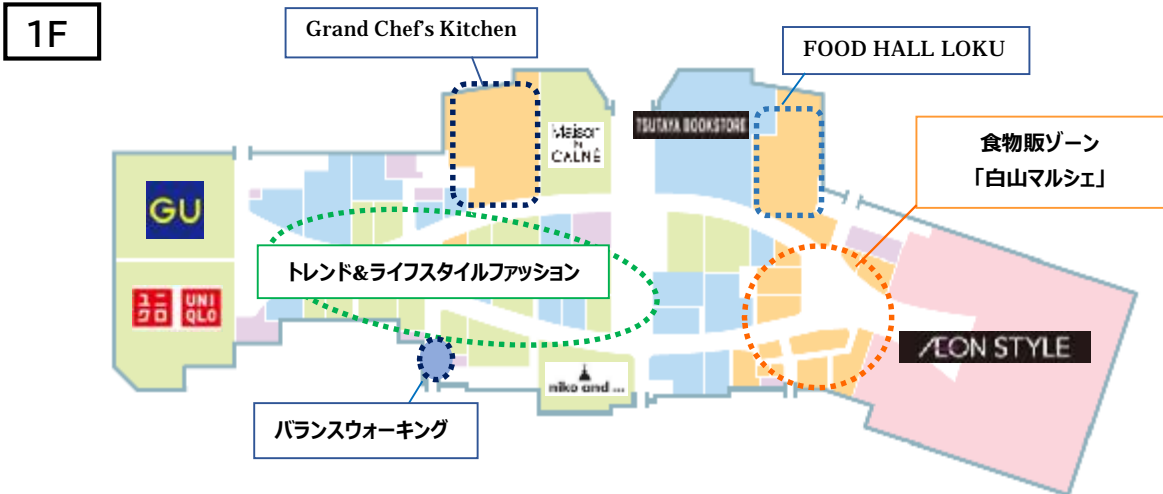 1F
Grand Chef's Kitchen
FOOD HALL LOKU
Maison
CALNÉ
TSUTAYA BOOKSTORE
食物販ゾーン
「白山マルシェ」
GU
トレンド&ライフスタイルファッション
ユニ
クロ
UNI
QLO
ÆON STYLE
niko and ...
バランスウォーキング